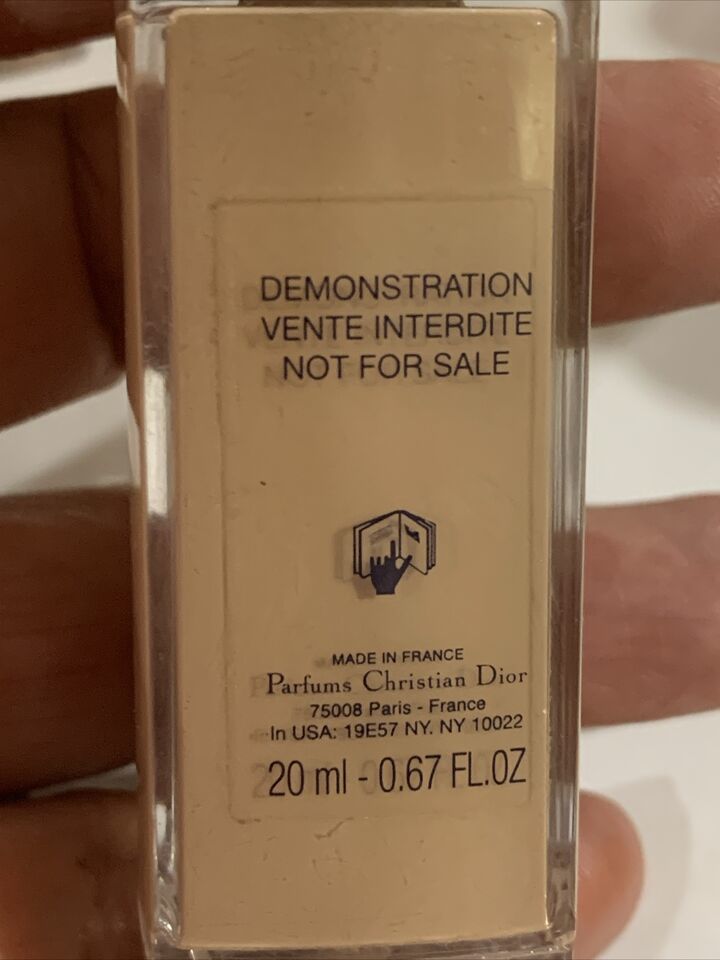 DEMONSTRATION
VENTE INTERDITE
NOT FOR SALE
MADE IN FRANCE
Parfums Christian Dior
75008 Paris - France
In USA: 19E57 NY. NY 10022
20 ml - 0.67 FL.OZ